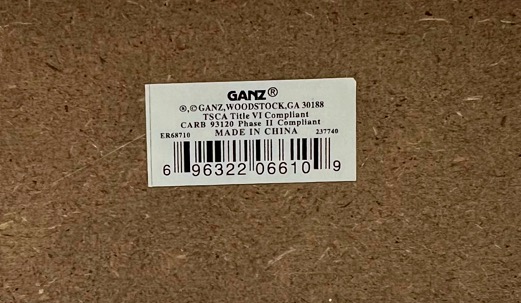 GANZ®
®,© GANZ,WOODSTOCK,GA 30188
TSCA Title VI Compliant
CARB 93120 Phase II Compliant
ER68710 MADE IN CHINA 237740
6 96322 06610 9